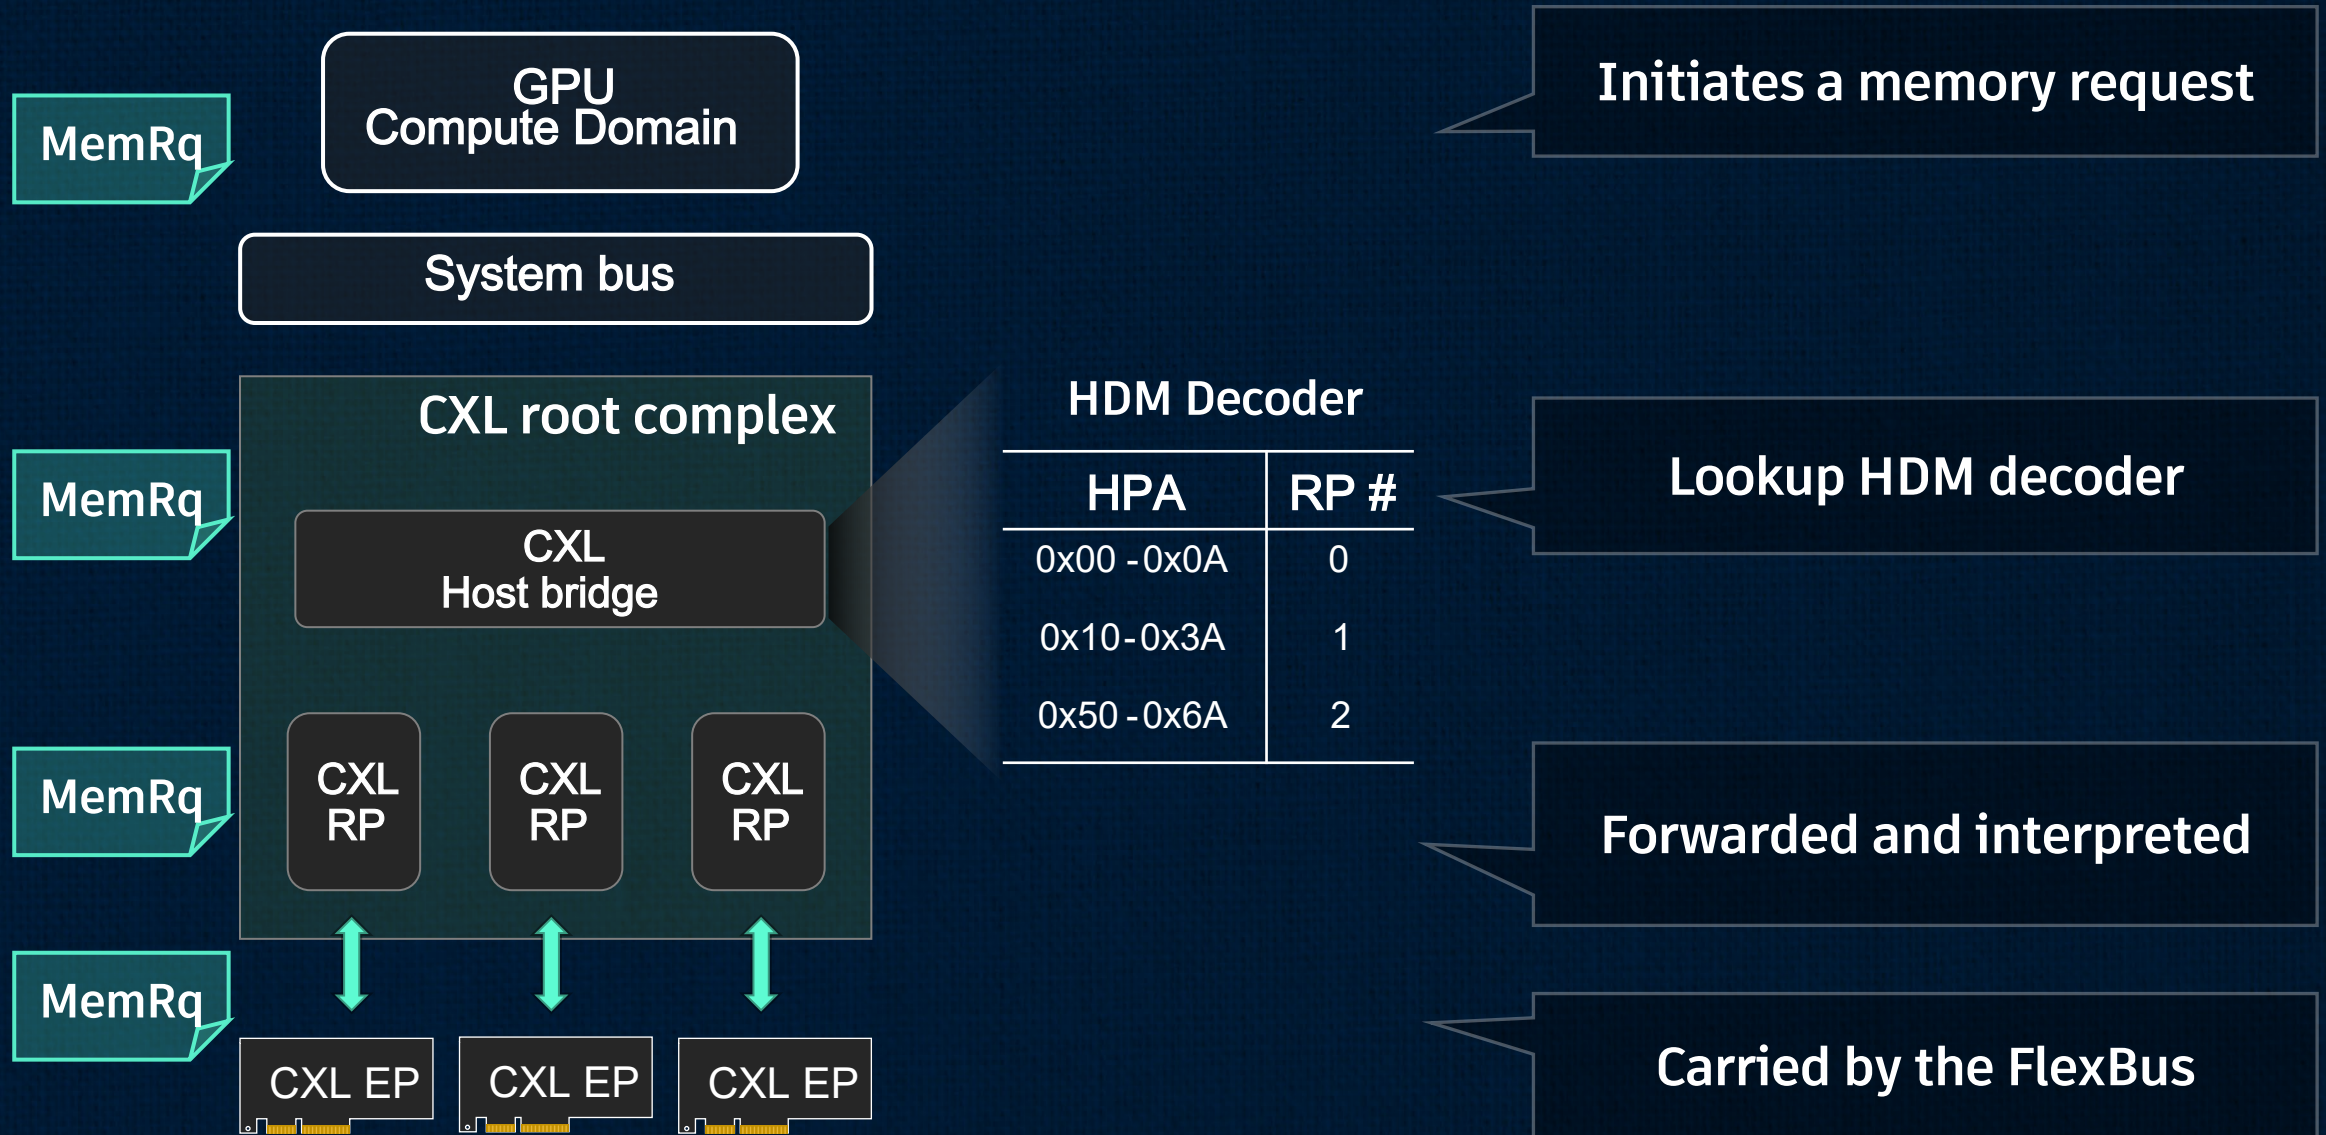 GPU
Compute Domain
Initiates a memory request
MemRq
System bus
CXL root complex
HDM Decoder
HPA RP #
Lookup HDM decoder
MemRq
CXL
Host bridge
0x00 - 0x0A 0
0x10 - 0x3A 1
0x50 - 0x6A 2
MemRq
CXL
RP
CXL
RP
CXL
RP
Forwarded and interpreted
MemRq
CXL EP
CXL EP
CXL EP
Carried by the FlexBus